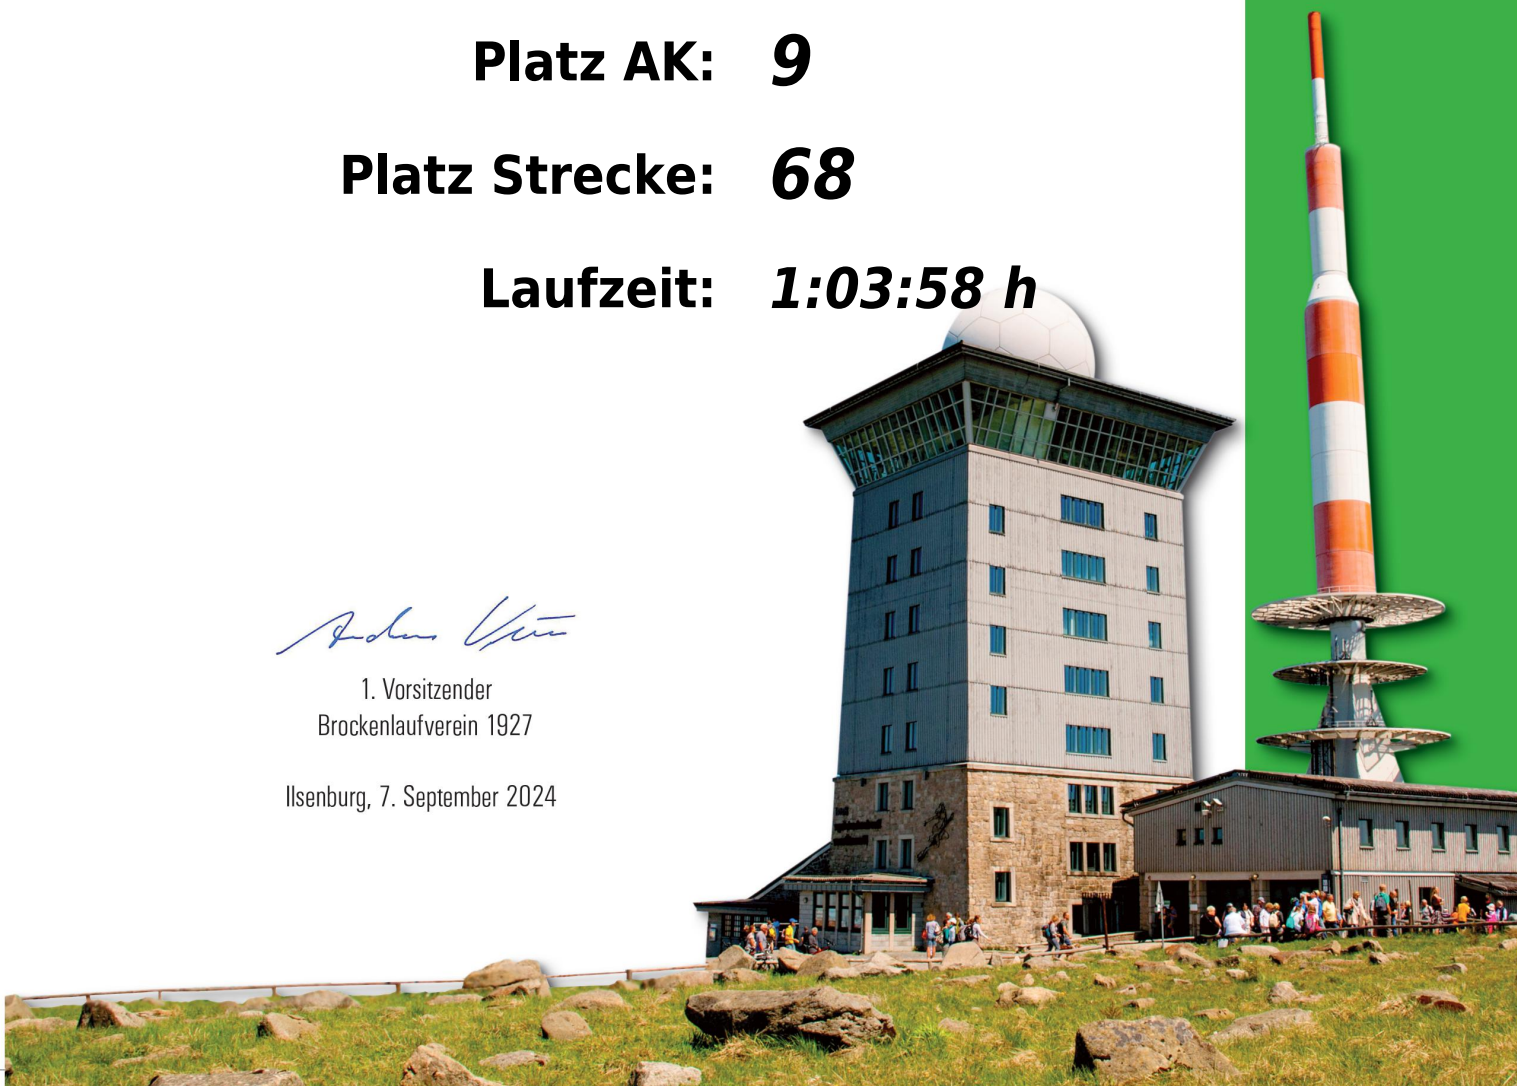 Platz AK: 9
Platz Strecke: 68
Laufzeit: 1:03:58 h
1. Vorsitzender
Brockenlaufverein 1927
Ilsenburg, 7. September 2024